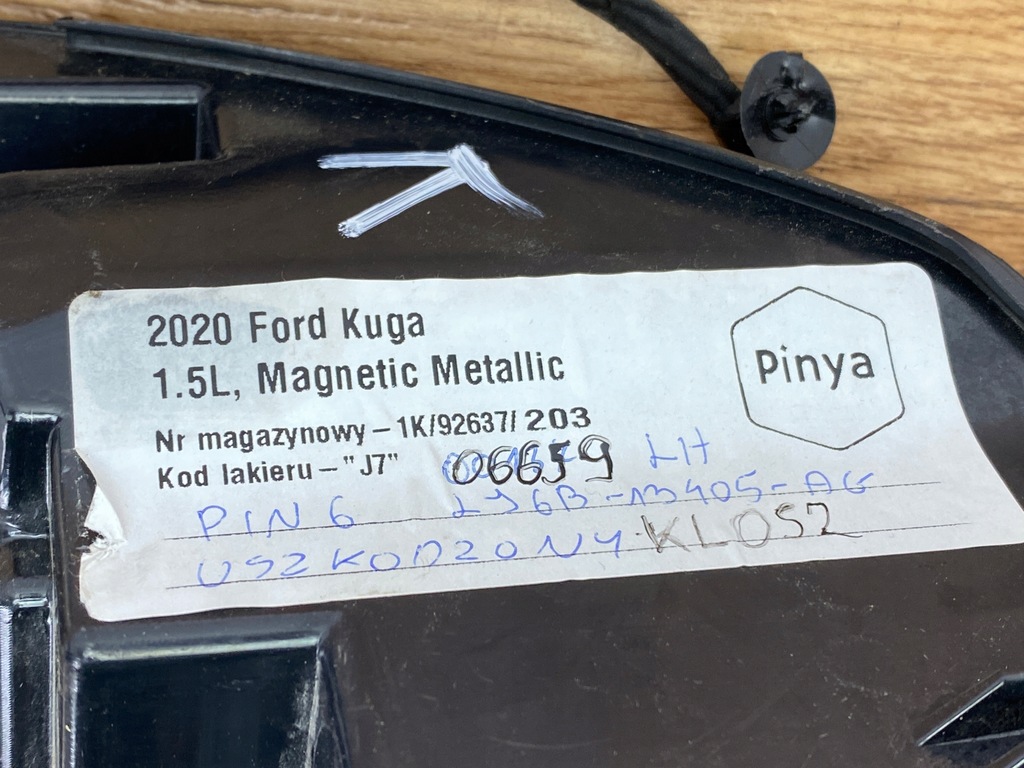 2020 Ford Kuga
1.5L, Magnetic Metallic
Pinya
Nr magazynowy – 1K/92637/ 203
Kod lakieru – "J7" 06659 LH
PIN 6 LJ6B-13405-AG
USZKODZONY KLOSZ